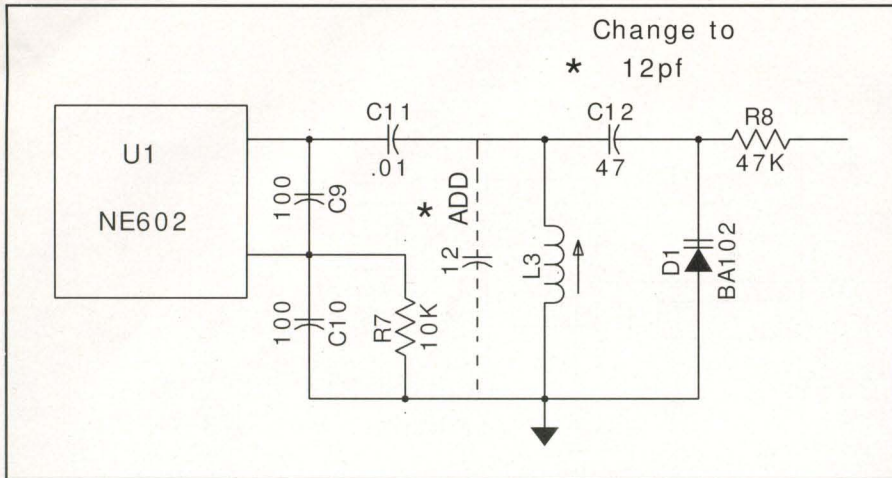 Change to
* 12pf
C11
C12
R8
U1
.01
47
47K
100
C9
* ADD
NE602
12
L3
D1
BA102
100
C10
R7
10K